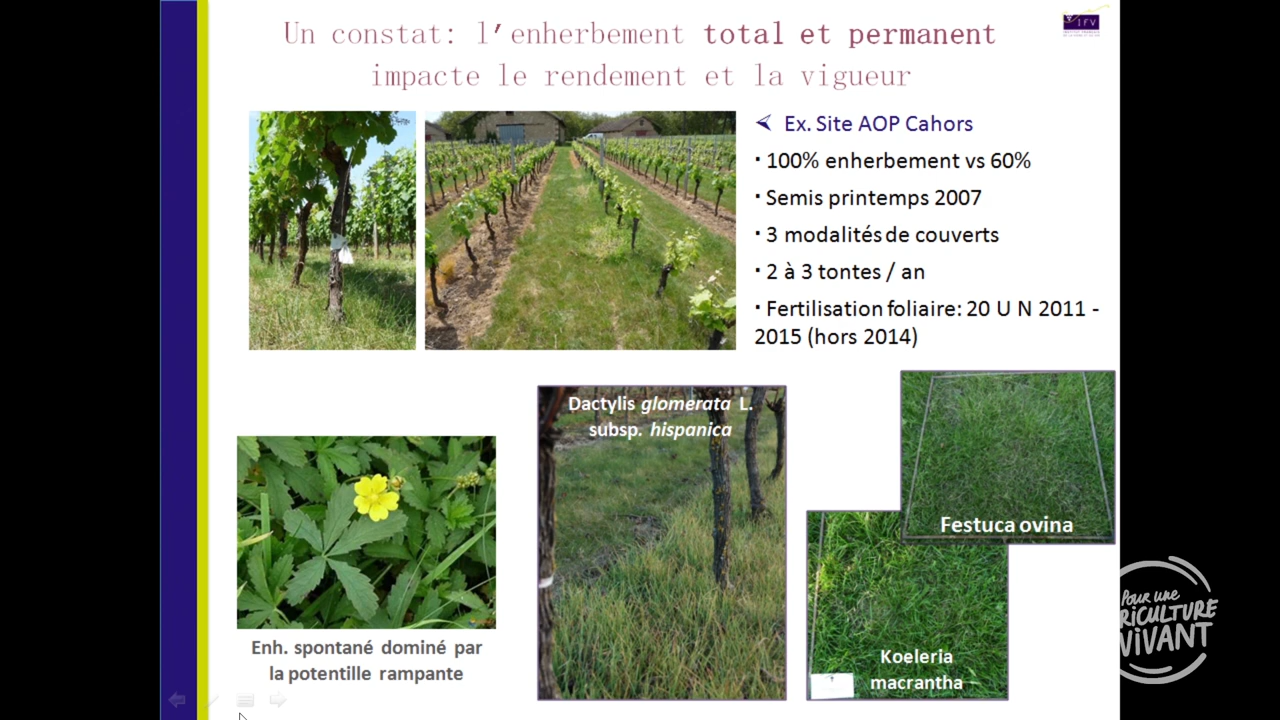 Un constat: l'enherbement total et permanent
impacte le rendement et la vigueur
IFV
Ex. Site AOP Cahors
100% enherbement vs 60%
Semis printemps 2007
3 modalités de couverts
2 à 3 tontes / an
Fertilisation foliaire: 20 U N 2011 -
2015 (hors 2014)
Dactylis glomerata L.
subsp. hispanica
Festuca ovina
Koeleria
macrantha
Enh. spontané dominé par
la potentille rampante
Pour une
RICULTURE
VIVANT